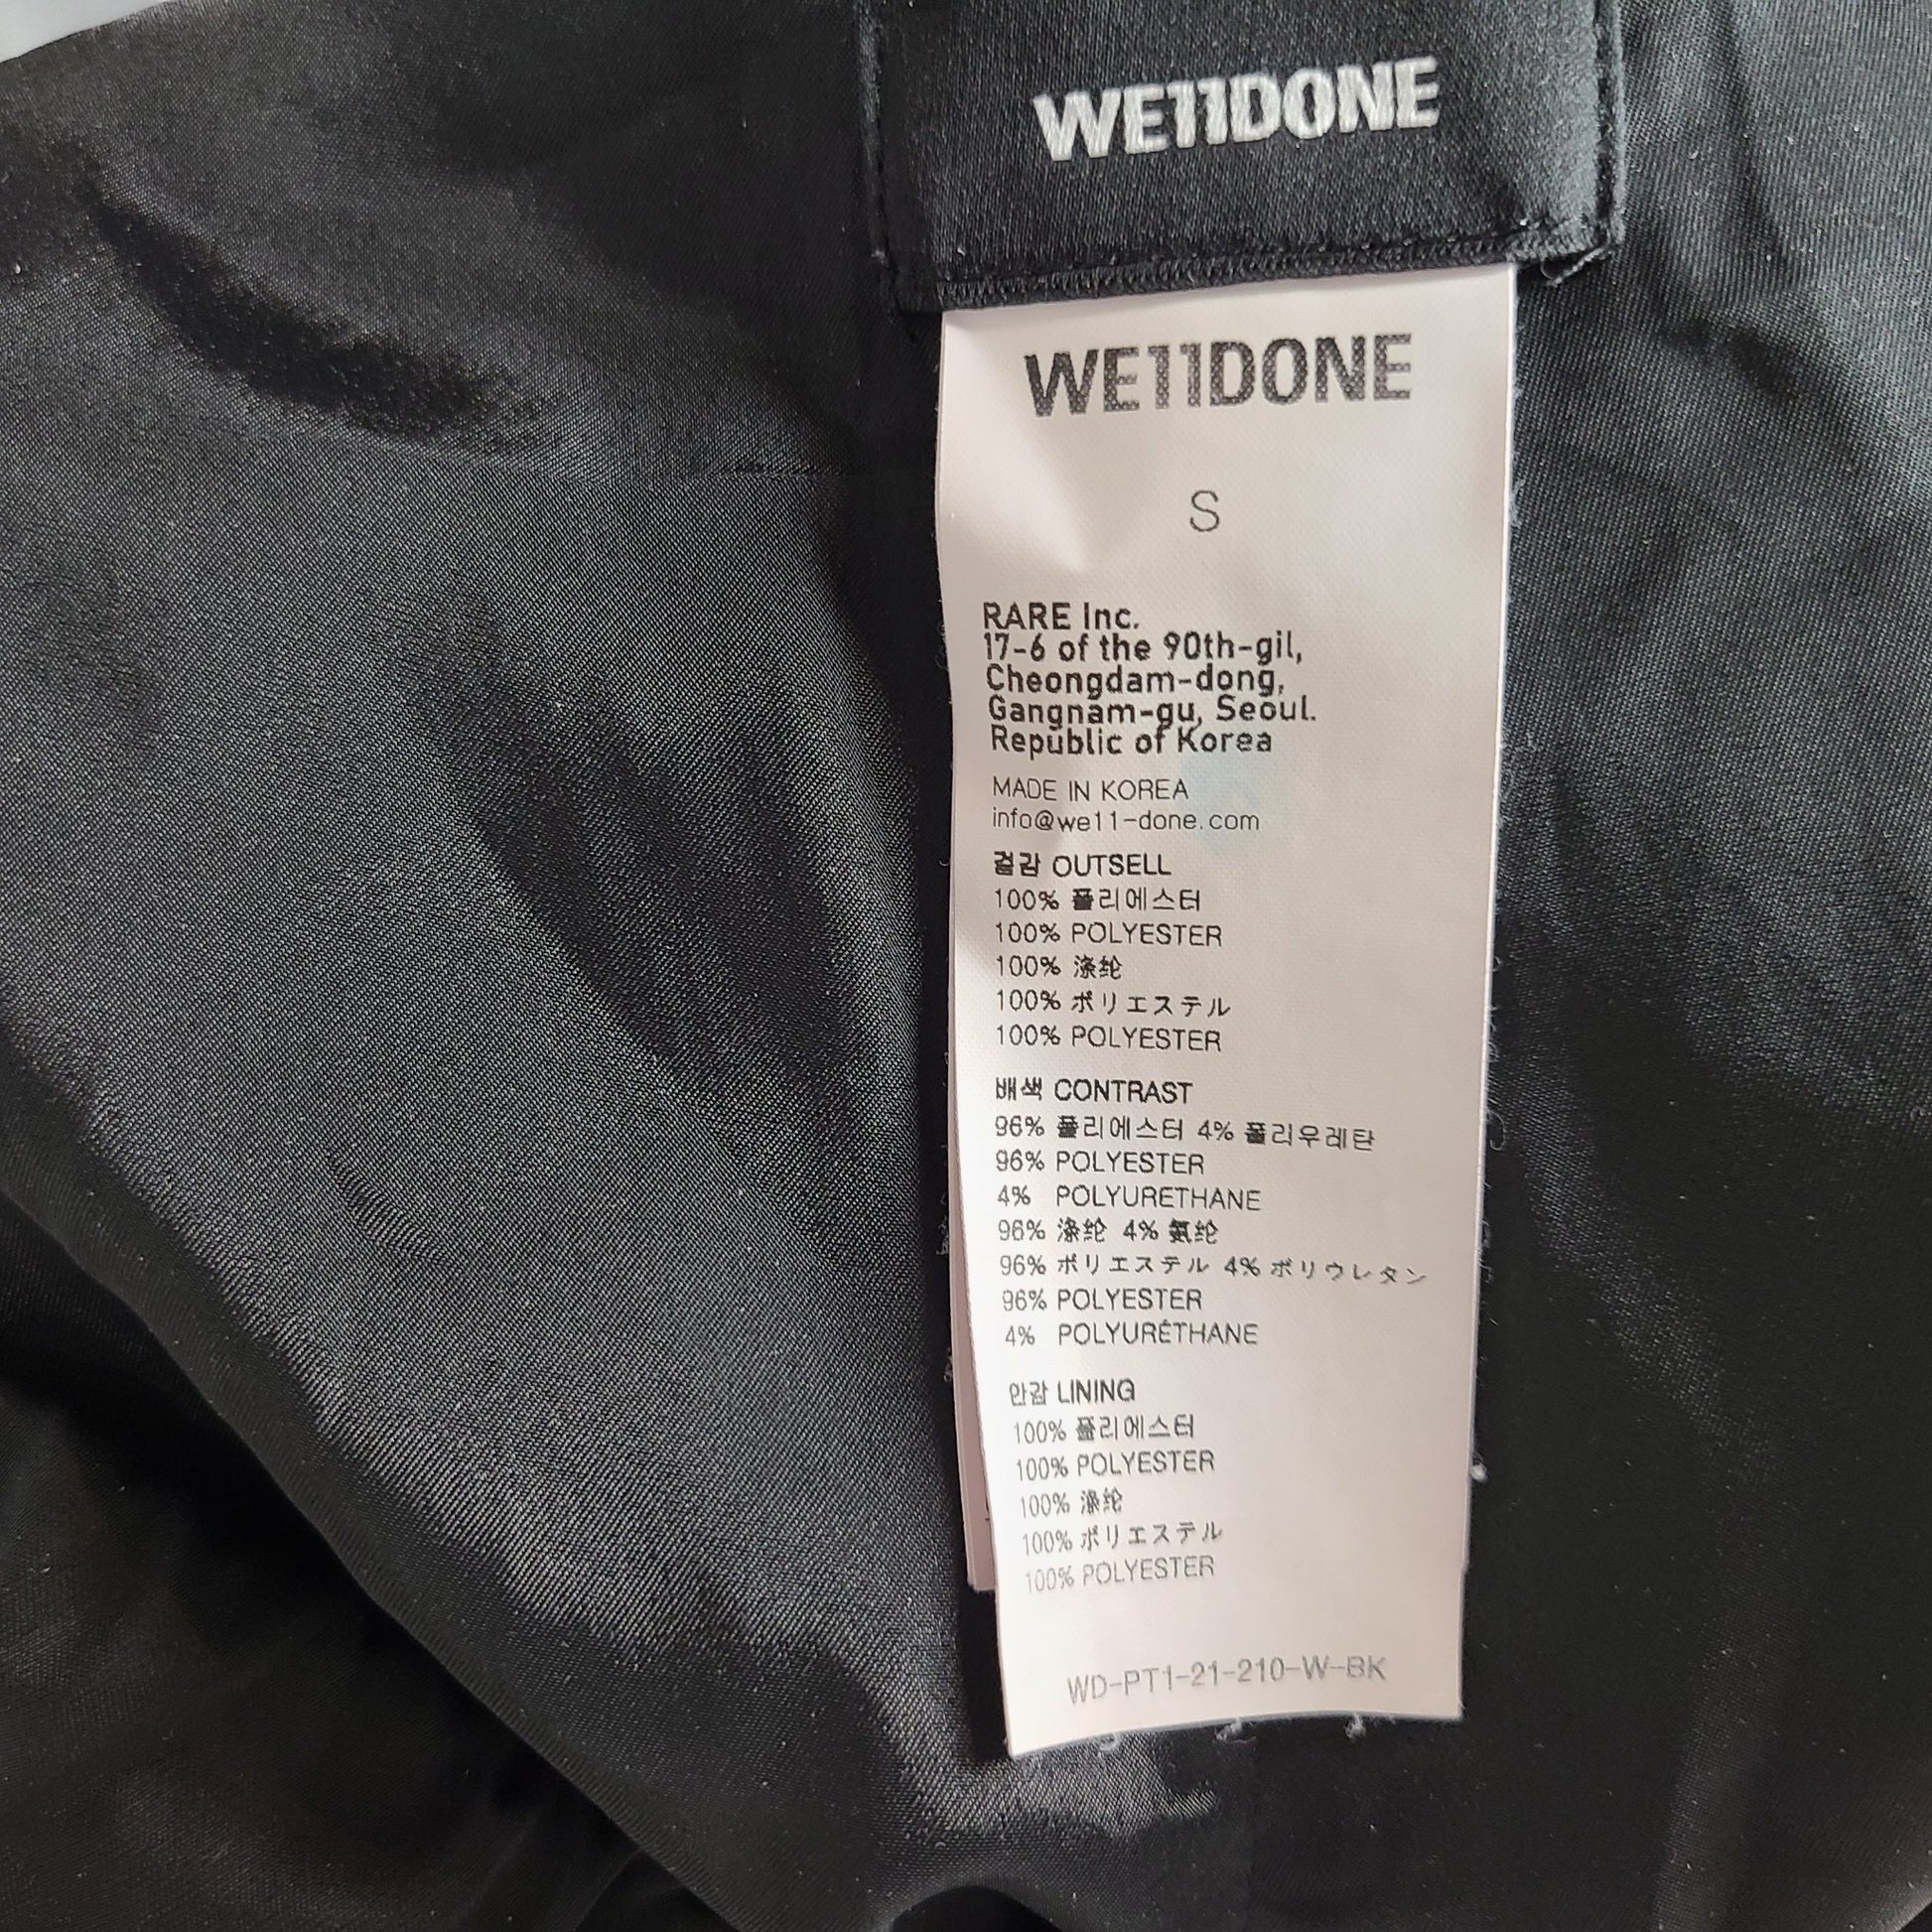 WE11DONE
WE11DONE
S
RARE Inc.
17-6 of the 90th-gil,
Cheongdam-dong,
Gangnam-gu, Seoul.
Republic of Korea
MADE IN KOREA
info@we11-done.com
겉감 OUTSELL
100% 폴리에스터
100% POLYESTER
100% 涤纶
100% ポリエステル
100% POLYESTER
배색 CONTRAST
96% 폴리에스터 4% 폴리우레탄
96% POLYESTER
4% POLYURETHANE
96% 涤纶 4% 氨纶
96% ポリエステル 4% ポリウレタン
96% POLYESTER
4% POLYURÉTHANE
안감 LINING
100% 폴리에스터
100% POLYESTER
100% 涤纶
100% ポリエステル
100% POLYESTER
WD-PT1-21-210-W-BK